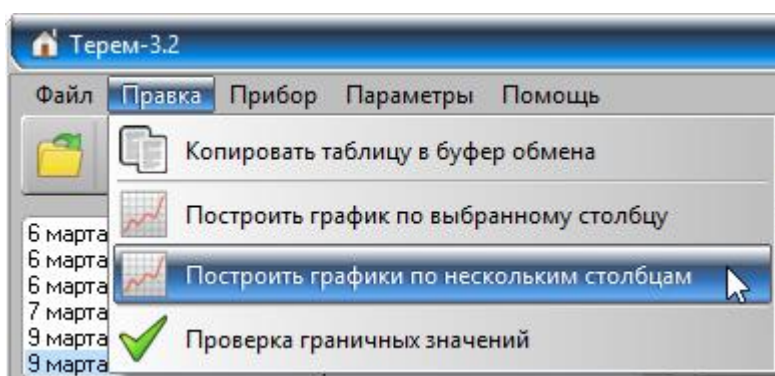 Терем-3.2
Файл Правка Прибор Параметры Помощь
Копировать таблицу в буфер обмена
Построить график по выбранному столбцу
Построить графики по нескольким столбцам
Проверка граничных значений
6 марта
6 марта
6 марта
7 марта
9 марта
9 марта